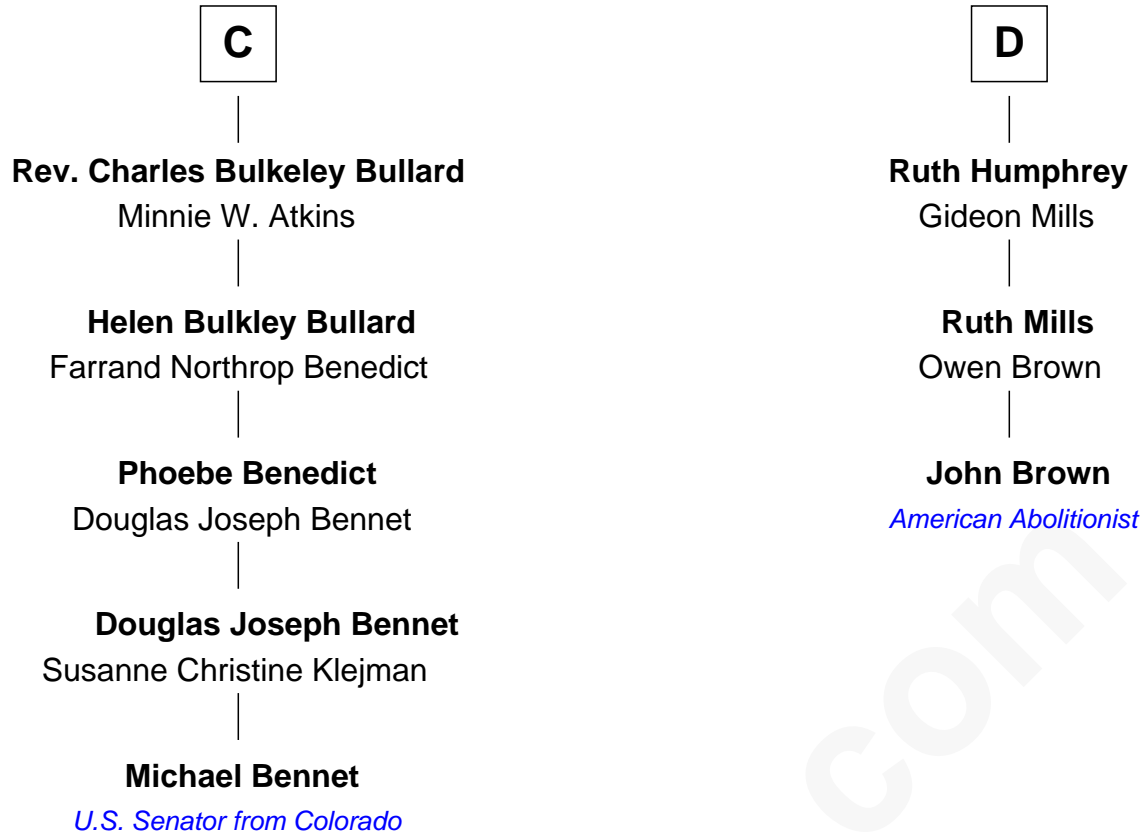 C
Rev. Charles Bulkeley Bullard
Minnie W. Atkins
Helen Bulkley Bullard
Farrand Northrop Benedict
Phoebe Benedict
Douglas Joseph Bennet
Douglas Joseph Bennet
Susanne Christine Klejman
Michael Bennet
U.S. Senator from Colorado
D
Ruth Humphrey
Gideon Mills
Ruth Mills
Owen Brown
John Brown
American Abolitionist
com